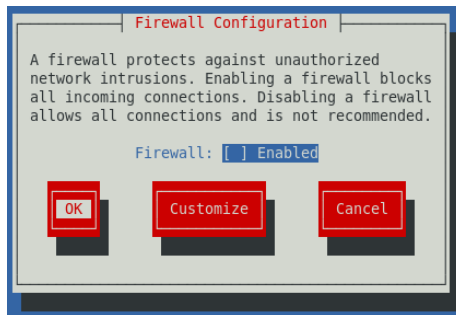 Firewall Configuration
A firewall protects against unauthorized
network intrusions. Enabling a firewall blocks
all incoming connections. Disabling a firewall
allows all connections and is not recommended.
Firewall: [ ] Enabled
OK Customize Cancel